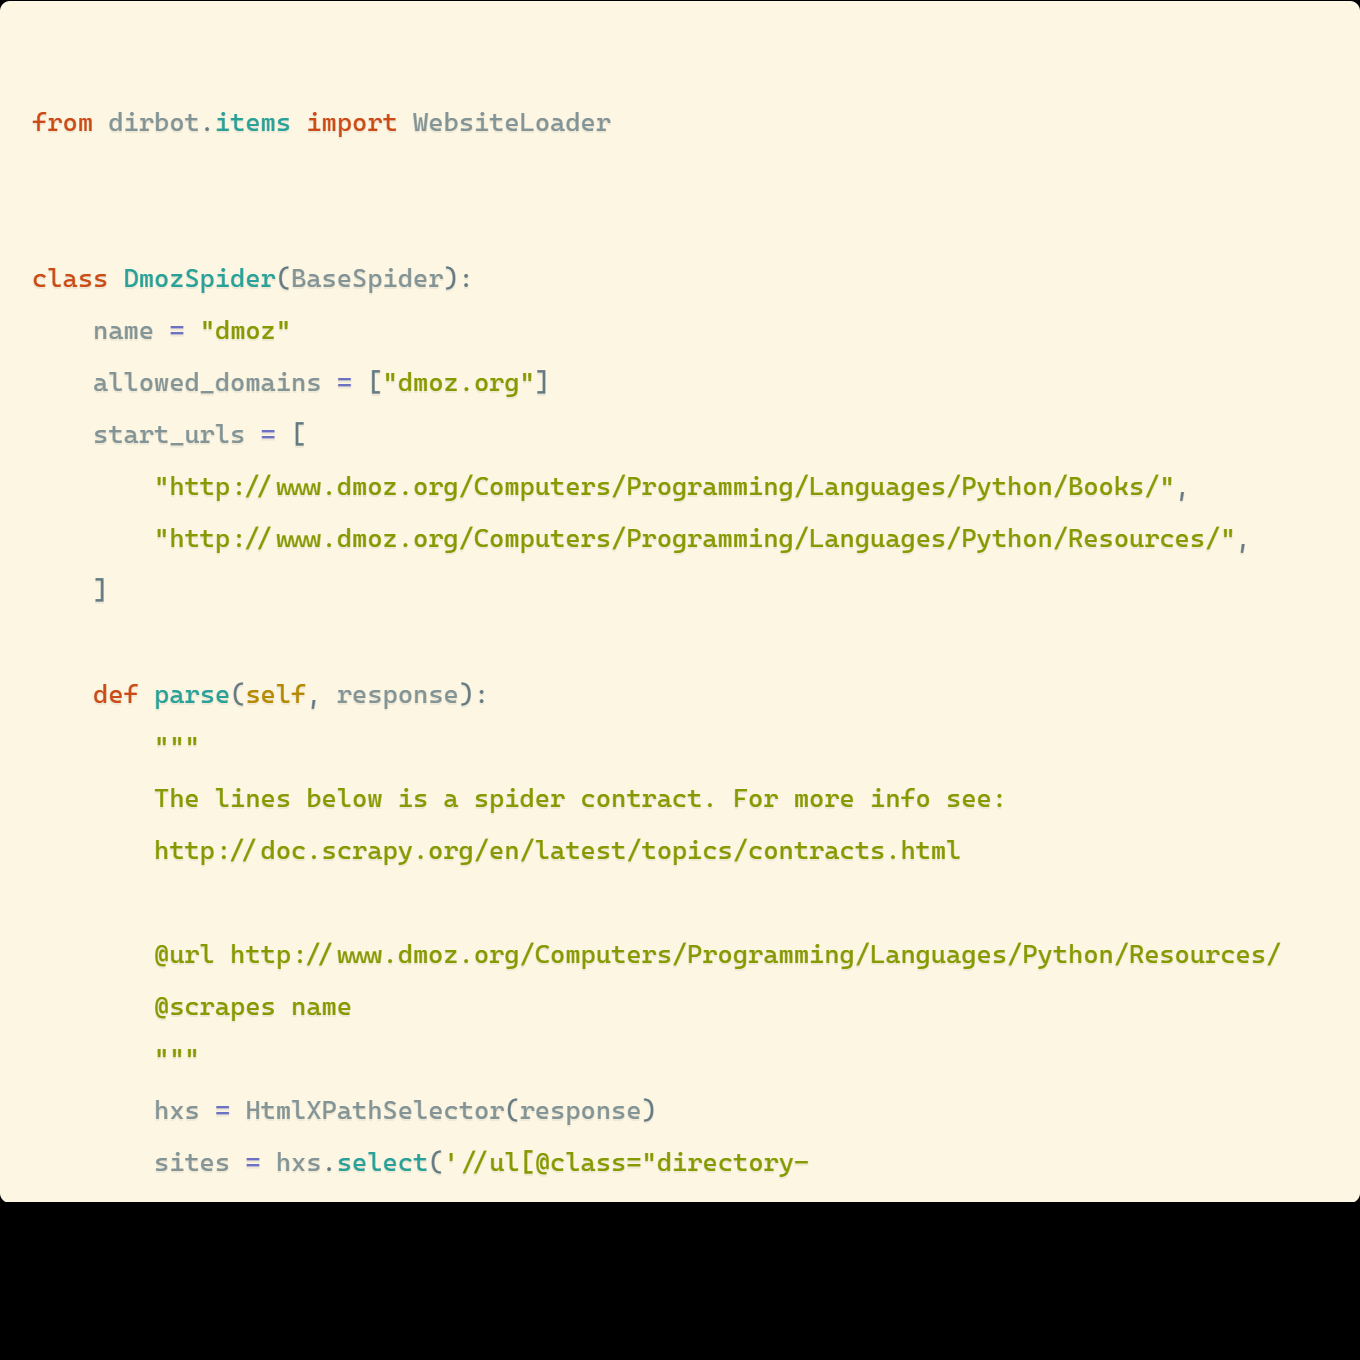 from dirbot.items import WebsiteLoader
class DmozSpider(BaseSpider):
    name = "dmoz"
    allowed_domains = ["dmoz.org"]
    start_urls = [
        "http://www.dmoz.org/Computers/Programming/Languages/Python/Books/",
        "http://www.dmoz.org/Computers/Programming/Languages/Python/Resources/",
    ]
    def parse(self, response):
        """
        The lines below is a spider contract. For more info see:
        http://doc.scrapy.org/en/latest/topics/contracts.html
        @url http://www.dmoz.org/Computers/Programming/Languages/Python/Resources/
        @scrapes name
        """
        hxs = HtmlXPathSelector(response)
        sites = hxs.select('//ul[@class="directory-